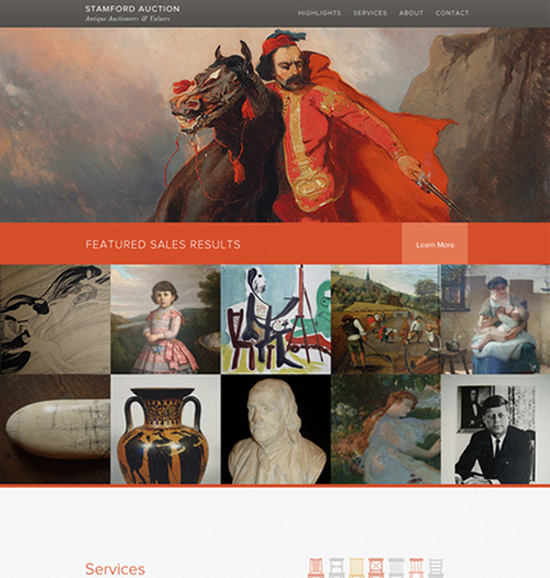 STAMFORD AUCTION
Antique Auctioneers & Valuers
HIGHLIGHTS SERVICES ABOUT CONTACT
FEATURED SALES RESULTS
Learn More
Services